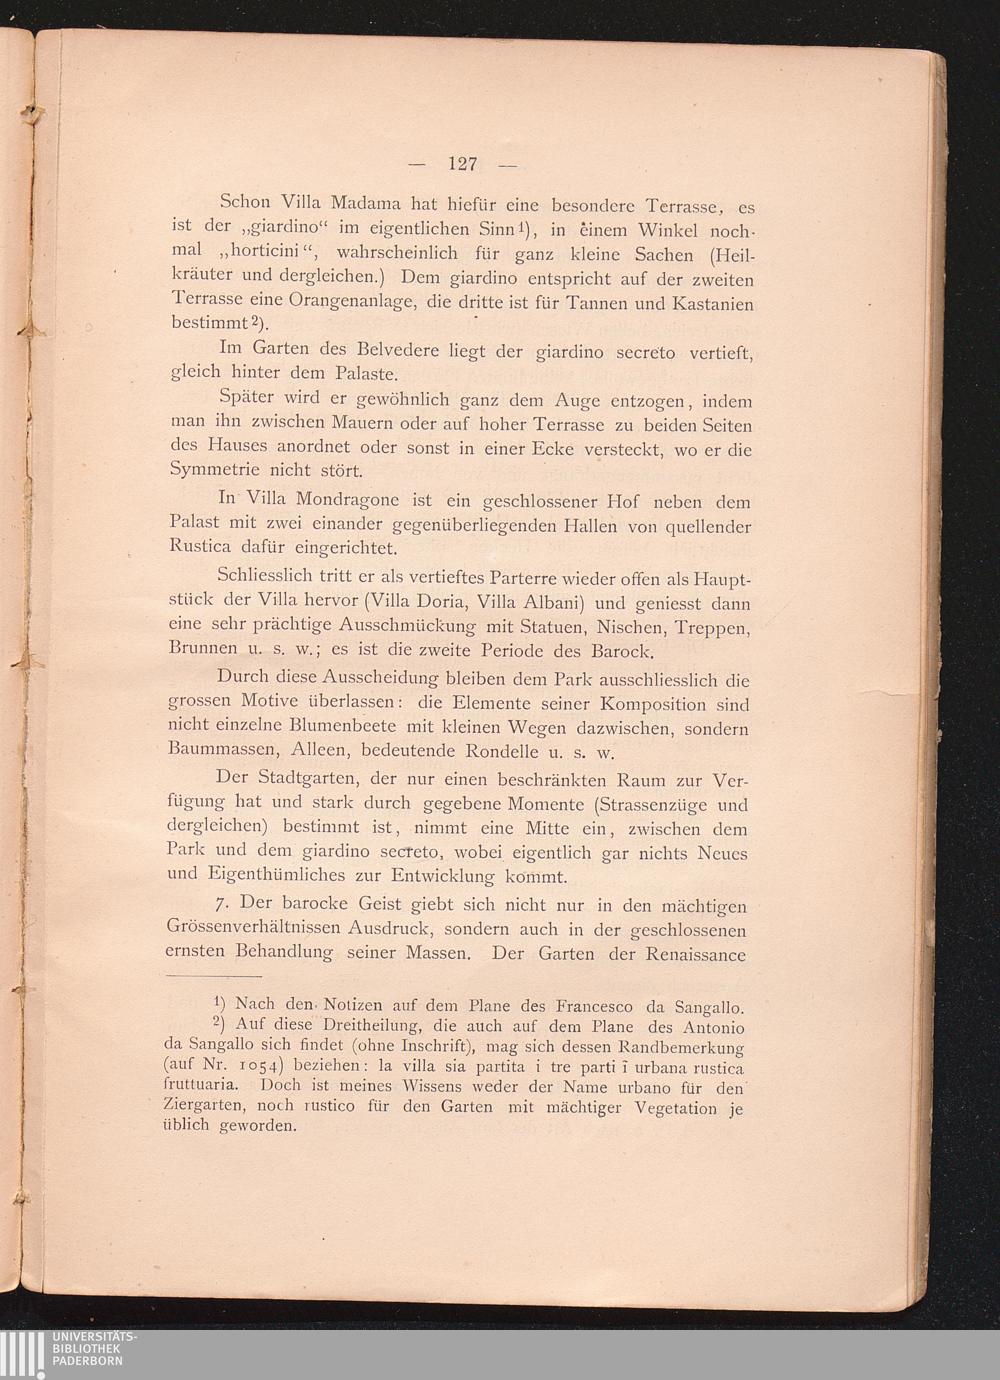 — 127 —
Schon Villa Madama hat hiefür eine besondere Terrasse, es
ist der „giardino“ im eigentlichen Sinn1), in einem Winkel noch-
mal „horticini“, wahrscheinlich für ganz kleine Sachen (Heil-
kräuter und dergleichen.) Dem giardino entspricht auf der zweiten
Terrasse eine Orangenanlage, die dritte ist für Tannen und Kastanien
bestimmt2).
Im Garten des Belvedere liegt der giardino secreto vertieft,
gleich hinter dem Palaste.
Später wird er gewöhnlich ganz dem Auge entzogen, indem
man ihn zwischen Mauern oder auf hoher Terrasse zu beiden Seiten
des Hauses anordnet oder sonst in einer Ecke versteckt, wo er die
Symmetrie nicht stört.
In Villa Mondragone ist ein geschlossener Hof neben dem
Palast mit zwei einander gegenüberliegenden Hallen von quellender
Rustica dafür eingerichtet.
Schliesslich tritt er als vertieftes Parterre wieder offen als Haupt-
stück der Villa hervor (Villa Doria, Villa Albani) und geniesst dann
eine sehr prächtige Ausschmückung mit Statuen, Nischen, Treppen,
Brunnen u. s. w.; es ist die zweite Periode des Barock.
Durch diese Ausscheidung bleiben dem Park ausschliesslich die
grossen Motive überlassen: die Elemente seiner Komposition sind
nicht einzelne Blumenbeete mit kleinen Wegen dazwischen, sondern
Baummassen, Alleen, bedeutende Rondelle u. s. w.
Der Stadtgarten, der nur einen beschränkten Raum zur Ver-
fügung hat und stark durch gegebene Momente (Strassenzüge und
dergleichen) bestimmt ist, nimmt eine Mitte ein, zwischen dem
Park und dem giardino secreto, wobei eigentlich gar nichts Neues
und Eigenthümliches zur Entwicklung kommt.
7. Der barocke Geist giebt sich nicht nur in den mächtigen
Grössenverhältnissen Ausdruck, sondern auch in der geschlossenen
ernsten Behandlung seiner Massen. Der Garten der Renaissance
1) Nach den Notizen auf dem Plane des Francesco da Sangallo.
2) Auf diese Dreitheilung, die auch auf dem Plane des Antonio
da Sangallo sich findet (ohne Inschrift), mag sich dessen Randbemerkung
(auf Nr. 1054) beziehen: la villa sia partita i tre parti ī urbana rustica
fruttuaria. Doch ist meines Wissens weder der Name urbano für den
Ziergarten, noch rustico für den Garten mit mächtiger Vegetation je
üblich geworden.
UNIVERSITÄTS-
BIBLIOTHEK
PADERBORN